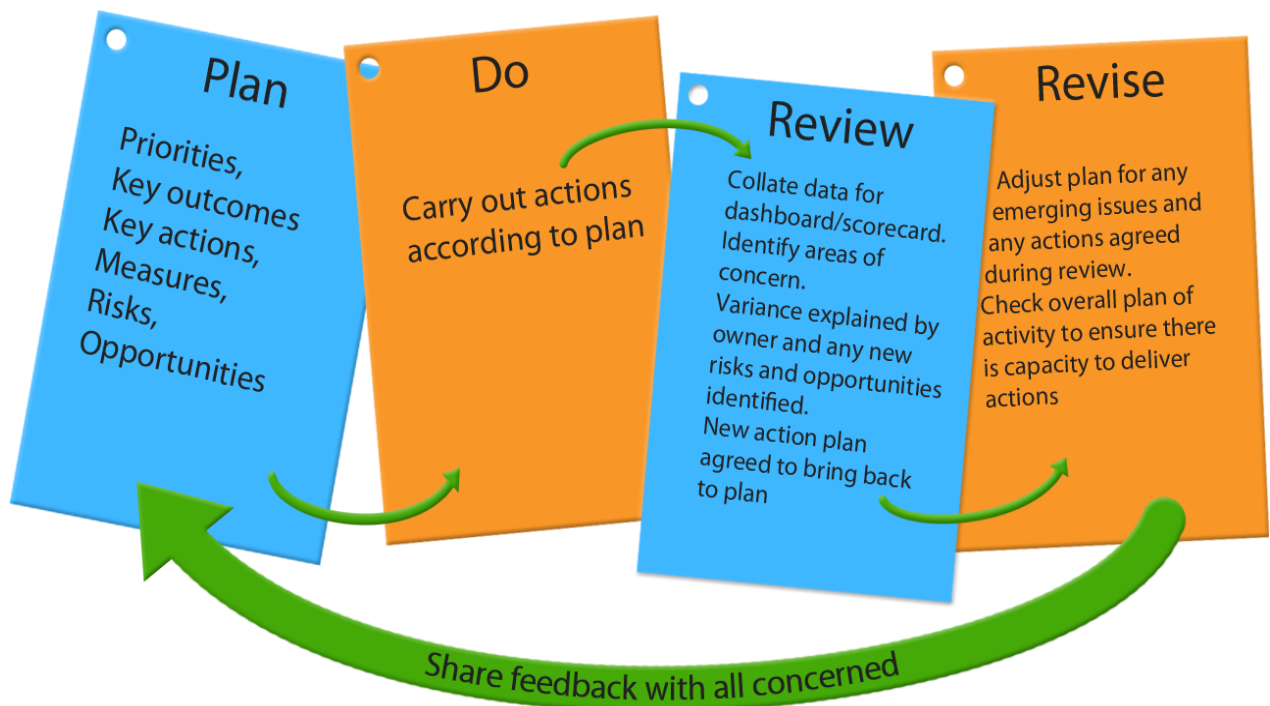 Plan
Priorities,
Key outcomes
Key actions,
Measures,
Risks,
Opportunities
Do
Carry out actions
according to plan
Review
Collate data for
dashboard/scorecard.
Identify areas of
concern.
Variance explained by
owner and any new
risks and opportunities
identified.
New action plan
agreed to bring back
to plan
Revise
Adjust plan for any
emerging issues and
any actions agreed
during review.
Check overall plan of
activity to ensure there
is capacity to deliver
actions
Share feedback with all concerned